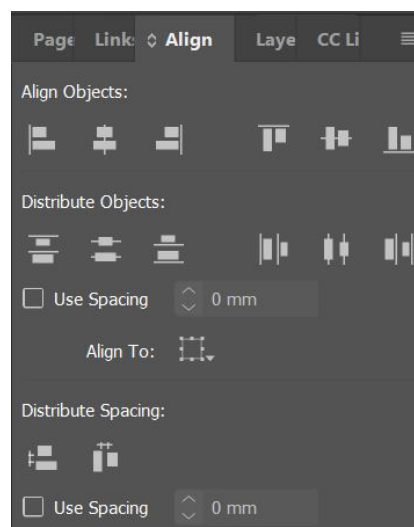 Page Link: Align Laye CC Li
Align Objects:
Distribute Objects:
Use Spacing 0 mm
Align To:
Distribute Spacing:
Use Spacing 0 mm